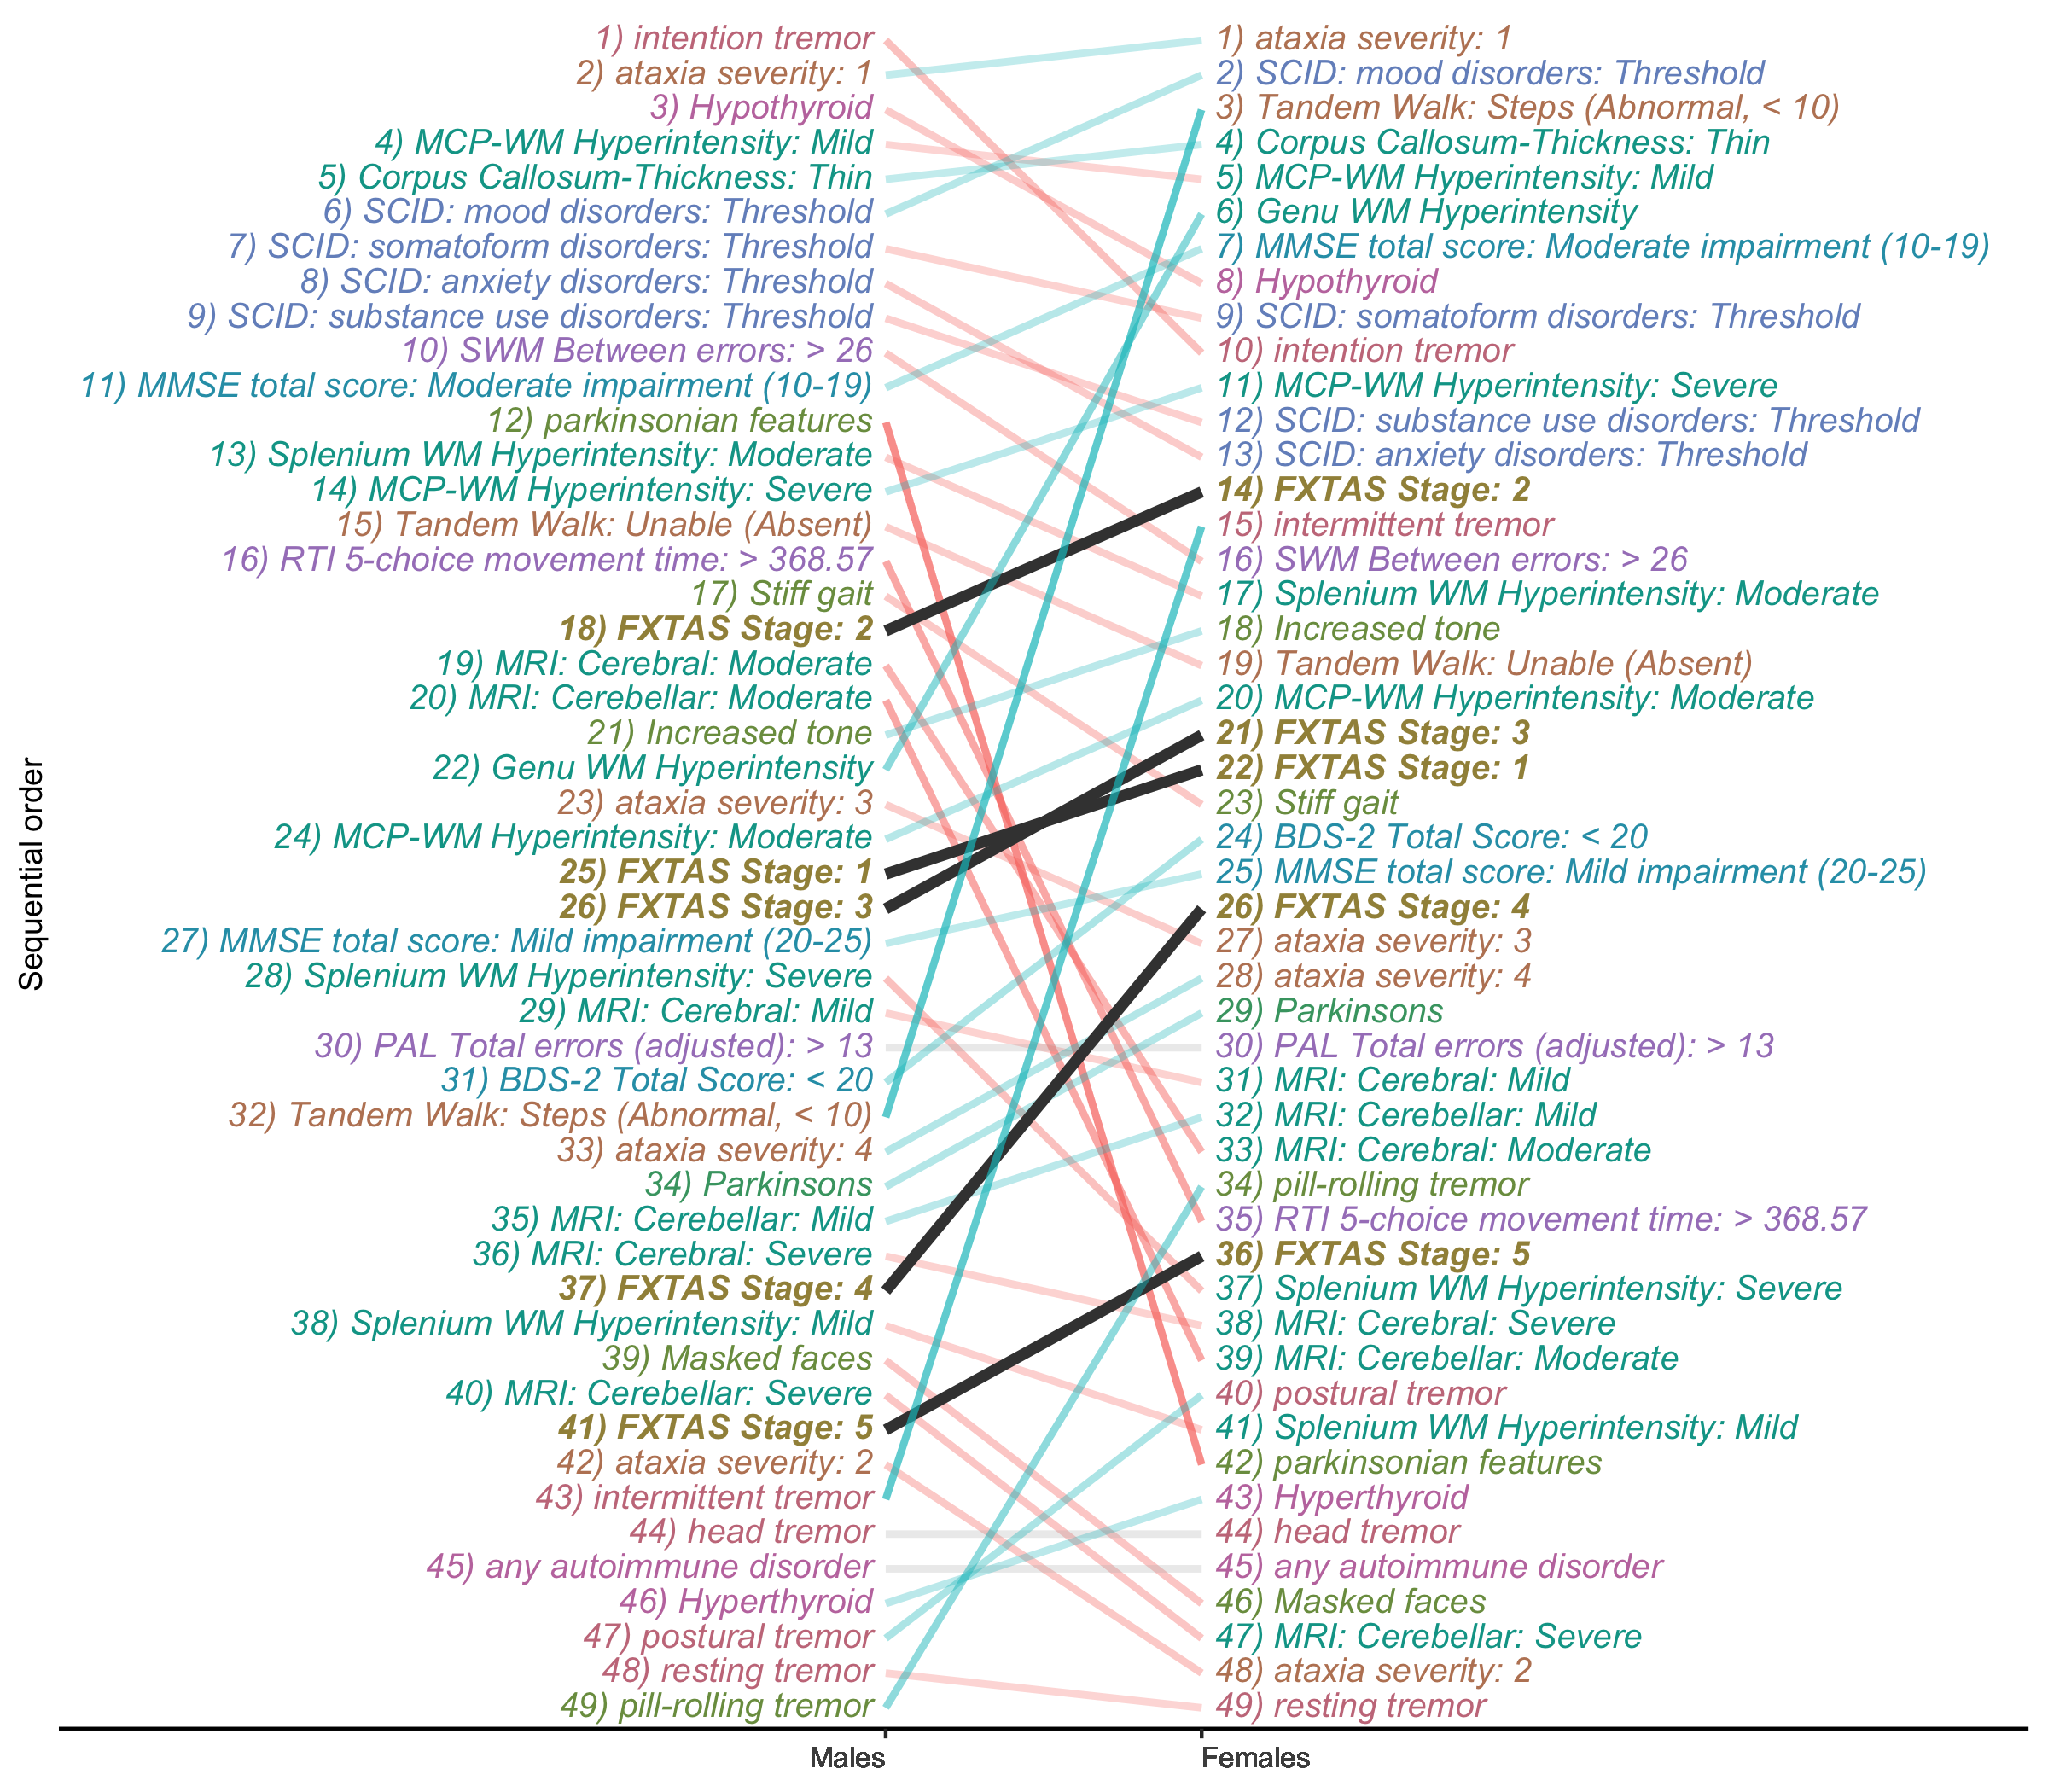 Sequential order
1) intention tremor
2) ataxia severity: 1
3) Hypothyroid
4) MCP-WM Hyperintensity: Mild
5) Corpus Callosum-Thickness: Thin
6) SCID: mood disorders: Threshold
7) SCID: somatoform disorders: Threshold
8) SCID: anxiety disorders: Threshold
9) SCID: substance use disorders: Threshold
10) SWM Between errors: > 26
11) MMSE total score: Moderate impairment (10-19)
12) parkinsonian features
13) Splenium WM Hyperintensity: Moderate
14) MCP-WM Hyperintensity: Severe
15) Tandem Walk: Unable (Absent)
16) RTI 5-choice movement time: > 368.57
17) Stiff gait
18) FXTAS Stage: 2
19) MRI: Cerebral: Moderate
20) MRI: Cerebellar: Moderate
21) Increased tone
22) Genu WM Hyperintensity
23) ataxia severity: 3
24) MCP-WM Hyperintensity: Moderate
25) FXTAS Stage: 1
26) FXTAS Stage: 3
27) MMSE total score: Mild impairment (20-25)
28) Splenium WM Hyperintensity: Severe
29) MRI: Cerebral: Mild
30) PAL Total errors (adjusted): > 13
31) BDS-2 Total Score: < 20
32) Tandem Walk: Steps (Abnormal, < 10)
33) ataxia severity: 4
34) Parkinsons
35) MRI: Cerebellar: Mild
36) MRI: Cerebral: Severe
37) FXTAS Stage: 4
38) Splenium WM Hyperintensity: Mild
39) Masked faces
40) MRI: Cerebellar: Severe
41) FXTAS Stage: 5
42) ataxia severity: 2
43) intermittent tremor
44) head tremor
45) any autoimmune disorder
46) Hyperthyroid
47) postural tremor
48) resting tremor
49) pill-rolling tremor
1) ataxia severity: 1
2) SCID: mood disorders: Threshold
3) Tandem Walk: Steps (Abnormal, < 10)
4) Corpus Callosum-Thickness: Thin
5) MCP-WM Hyperintensity: Mild
6) Genu WM Hyperintensity
7) MMSE total score: Moderate impairment (10-19)
8) Hypothyroid
9) SCID: somatoform disorders: Threshold
10) intention tremor
11) MCP-WM Hyperintensity: Severe
12) SCID: substance use disorders: Threshold
13) SCID: anxiety disorders: Threshold
14) FXTAS Stage: 2
15) intermittent tremor
16) SWM Between errors: > 26
17) Splenium WM Hyperintensity: Moderate
18) Increased tone
19) Tandem Walk: Unable (Absent)
20) MCP-WM Hyperintensity: Moderate
21) FXTAS Stage: 3
22) FXTAS Stage: 1
23) Stiff gait
24) BDS-2 Total Score: < 20
25) MMSE total score: Mild impairment (20-25)
26) FXTAS Stage: 4
27) ataxia severity: 3
28) ataxia severity: 4
29) Parkinsons
30) PAL Total errors (adjusted): > 13
31) MRI: Cerebral: Mild
32) MRI: Cerebellar: Mild
33) MRI: Cerebral: Moderate
34) pill-rolling tremor
35) RTI 5-choice movement time: > 368.57
36) FXTAS Stage: 5
37) Splenium WM Hyperintensity: Severe
38) MRI: Cerebral: Severe
39) MRI: Cerebellar: Moderate
40) postural tremor
41) Splenium WM Hyperintensity: Mild
42) parkinsonian features
43) Hyperthyroid
44) head tremor
45) any autoimmune disorder
46) Masked faces
47) MRI: Cerebellar: Severe
48) ataxia severity: 2
49) resting tremor
Males
Females